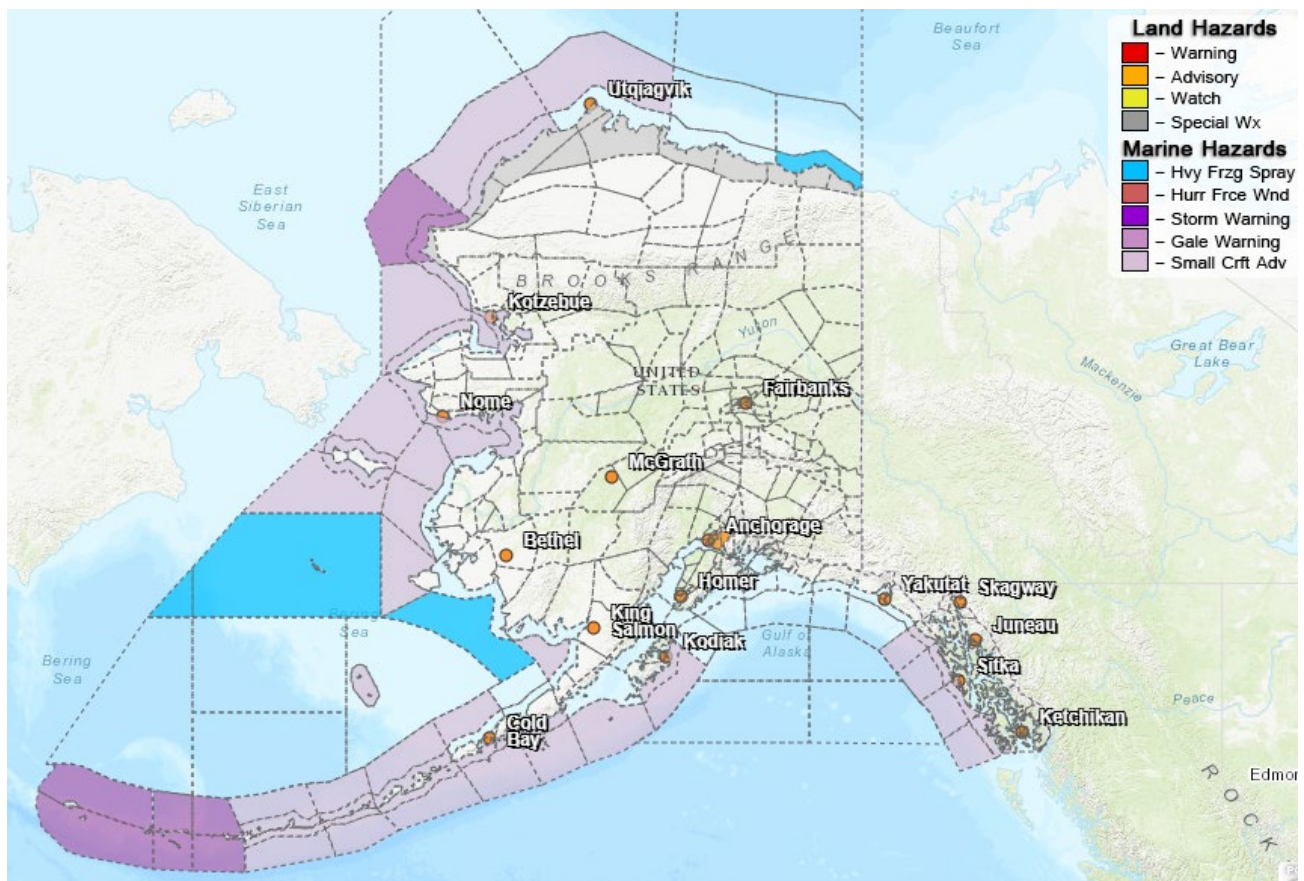 Land Hazards
– Warning
– Advisory
– Watch
– Special Wx
Marine Hazards
– Hvy Frzg Spray
– Hurr Frce Wnd
– Storm Warning
– Gale Warning
– Small Crft Adv
Beaufort
Sea
Utqiagvik
East
Siberian
Sea
BROOKS RANGE
Kotzebue
Yukon
Great Bear
Lake
Mackenzie
UNITED
STATES
Fairbanks
Nome
McGrath
Anchorage
Bethel
Homer
Yakutat
Skagway
King
Salmon
Kodiak
Juneau
Gulf of
Alaska
Bering
Sea
Bering
Sea
Sitka
Peace
Ketchikan
Cold
Bay
Edmon
ROCK